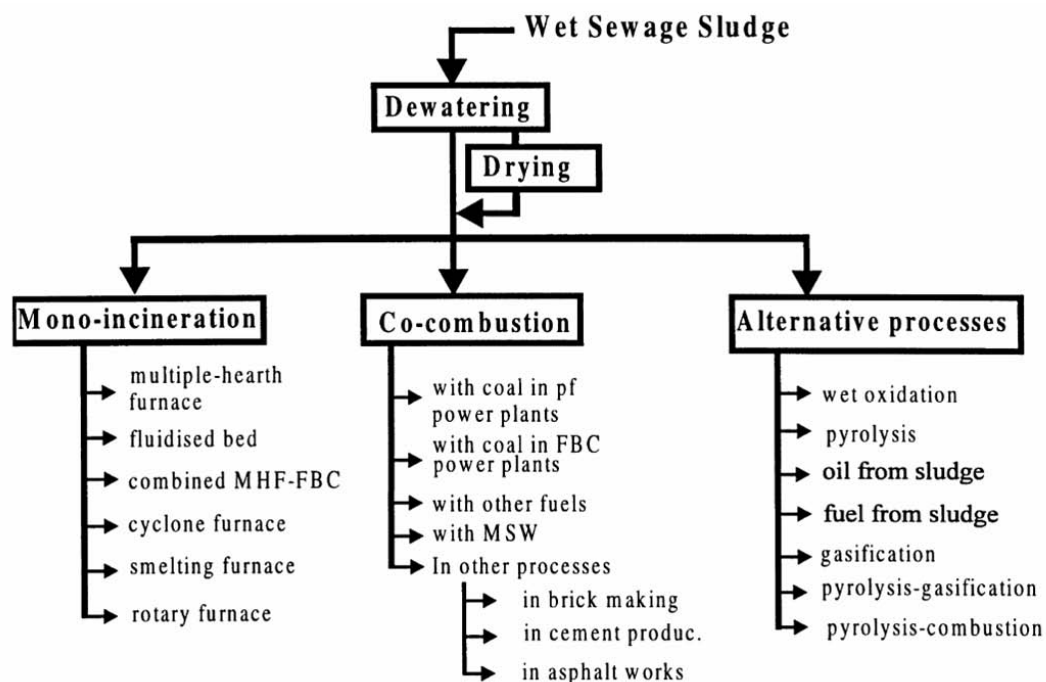 Wet Sewage Sludge
Dewatering
Drying
Mono-incineration
multiple-hearth
furnace
fluidised bed
combined MHF-FBC
cyclone furnace
smelting furnace
rotary furnace
Co-combustion
with coal in pf
power plants
with coal in FBC
power plants
with other fuels
with MSW
In other processes
in brick making
in cement produc.
in asphalt works
Alternative processes
wet oxidation
pyrolysis
oil from sludge
fuel from sludge
gasification
pyrolysis-gasification
pyrolysis-combustion